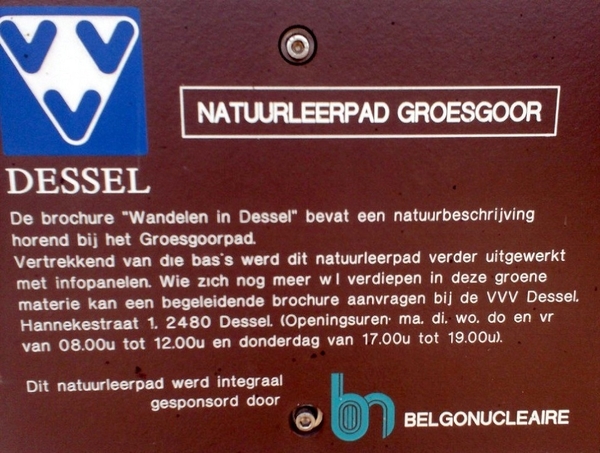 VVV
DESSEL
NATUURLEERPAD GROESGOOR
De brochure "Wandelen in Dessel" bevat een natuurbeschrijving
horend bij het Groesgoorpad.
Vertrekkend van die bas's werd dit natuurleerpad verder uitgewerkt
met infopanelen. Wie zich nog meer w l verdiepen in deze groene
materie kan een begeleidende brochure aanvragen bij de VVV Dessel.
Hannekestraat 1. 2480 Dessel. (Openingsuren· ma. di. wo. do en vr
van 08.00u tot 12.00u en donderdag van 17.00u tot 19.00u).
Dit natuurleerpad werd integraal
gesponsord door
bn BELGONUCLEAIRE